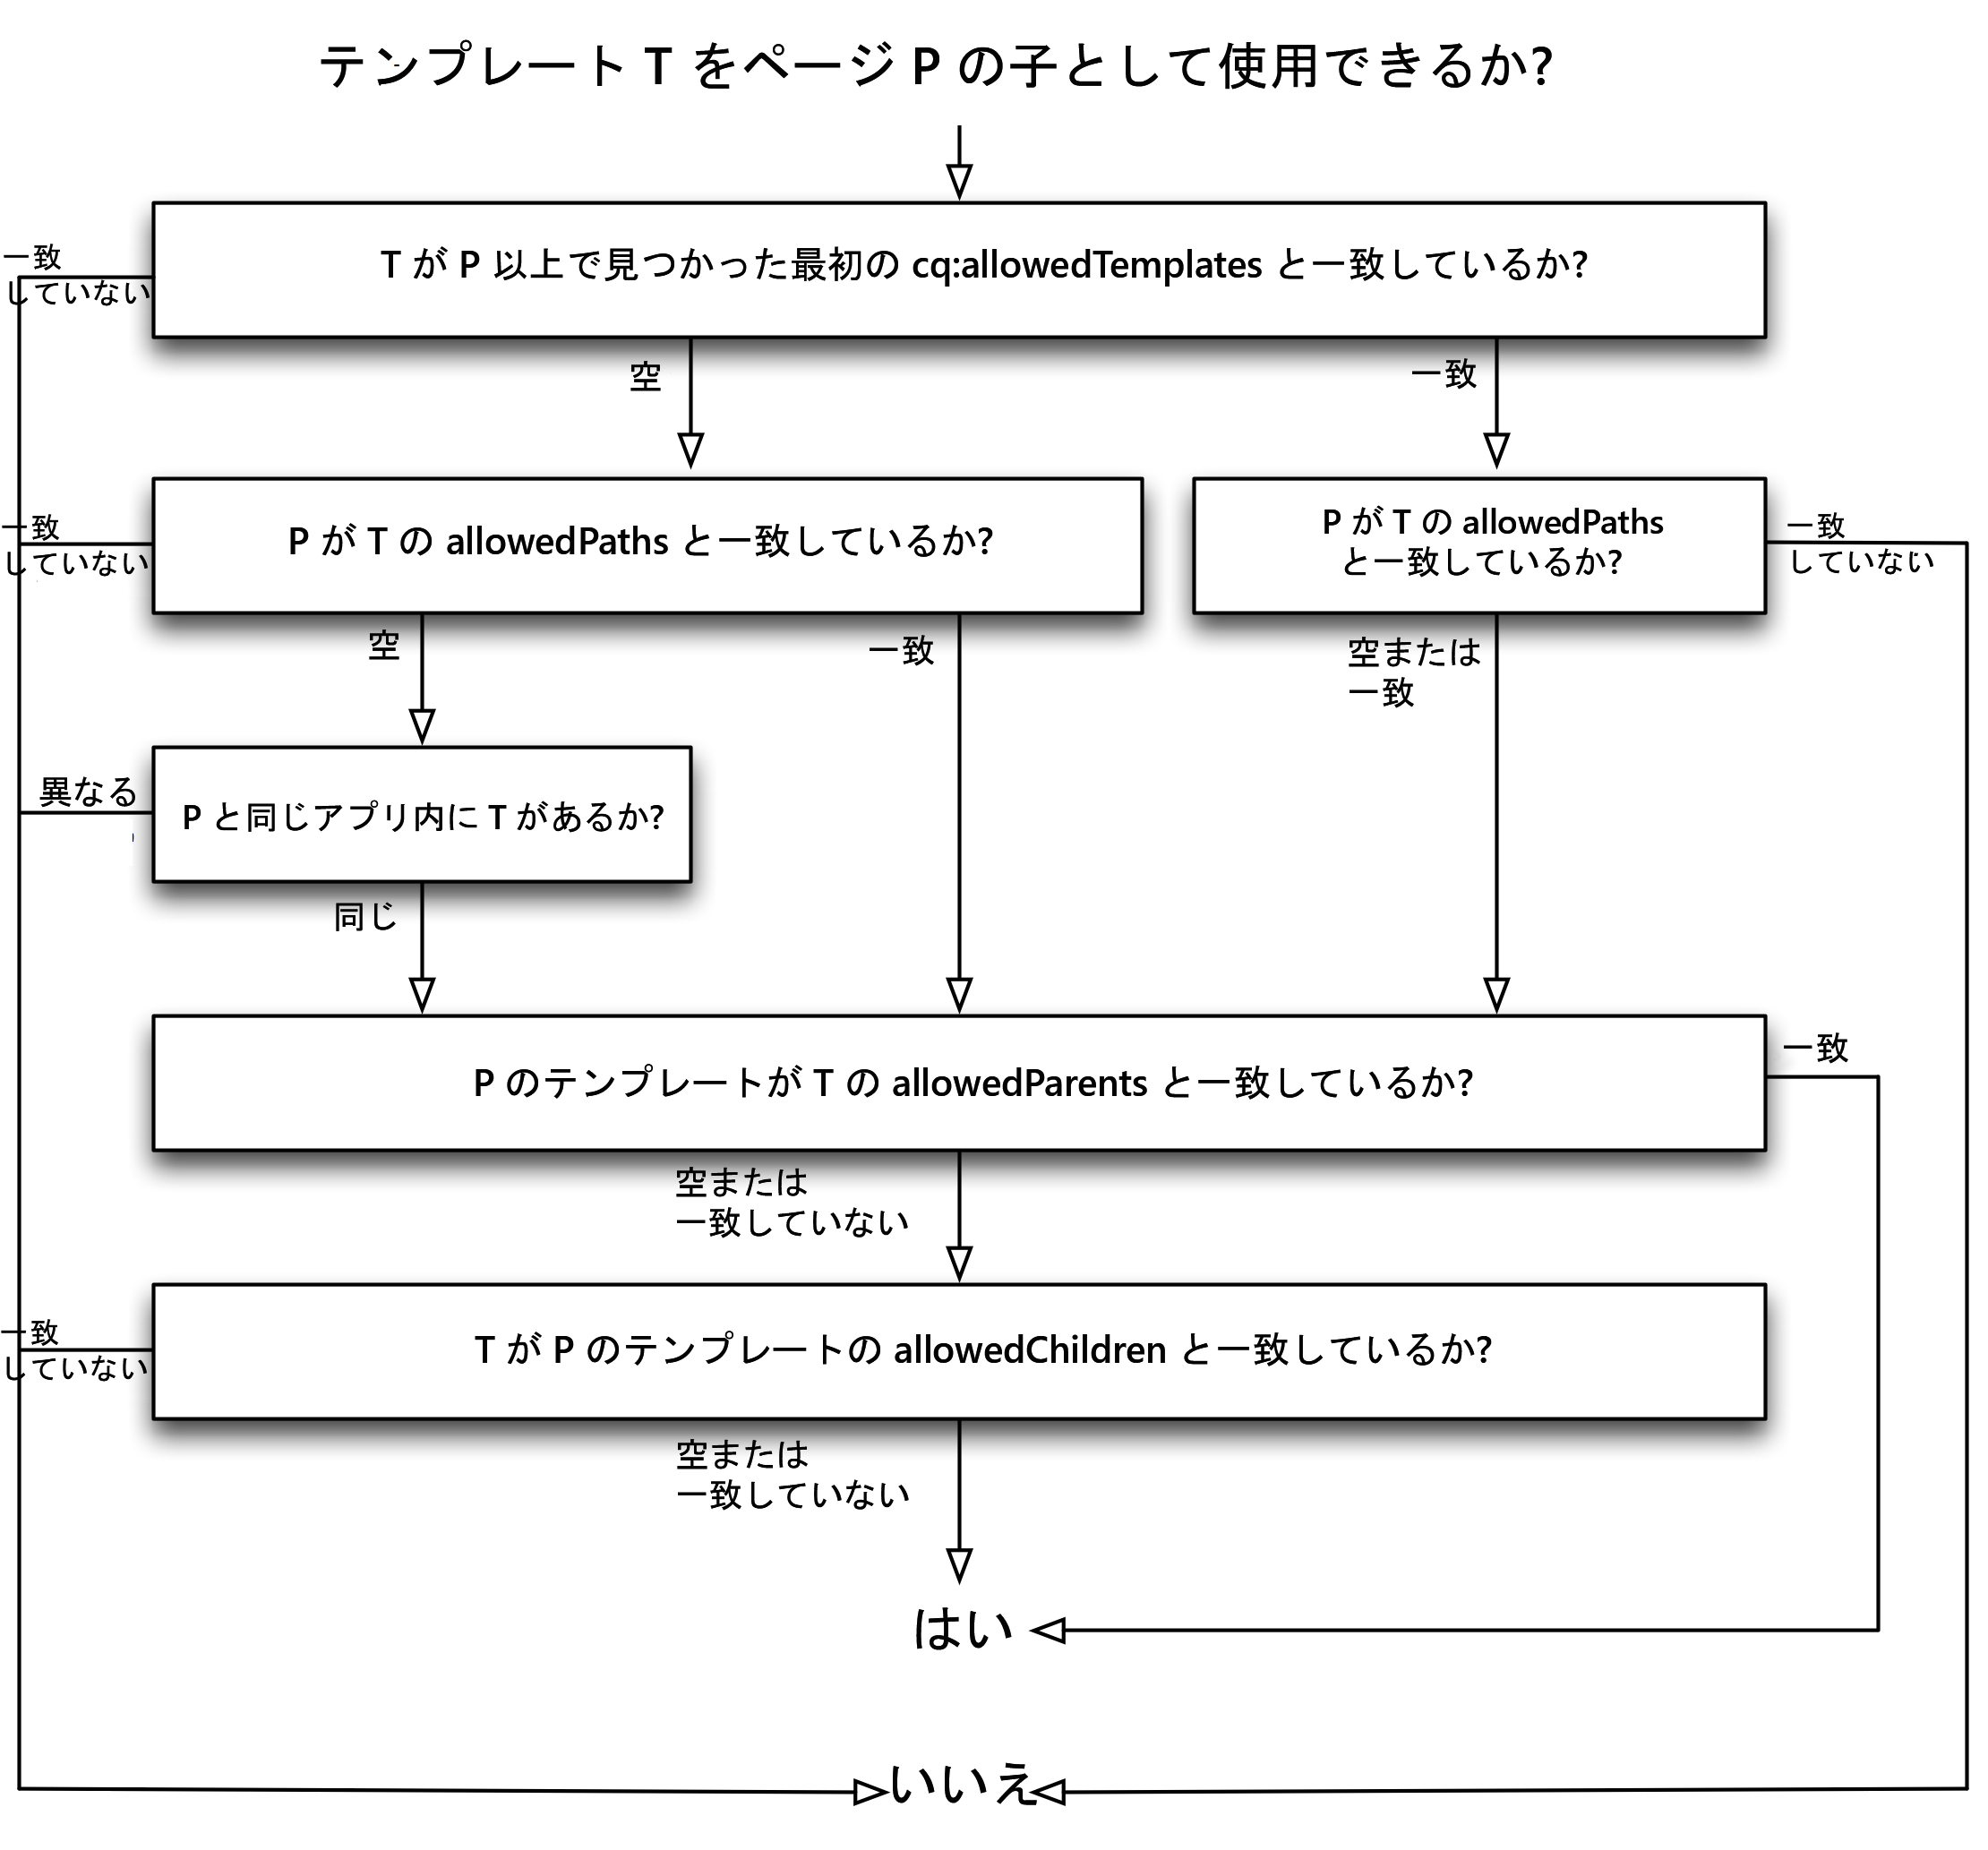 テンプレート T をページ P の子として使用できるか?
T が P 以上で見つかった最初の cq:allowedTemplates と一致しているか?
一致
していない
空
一致
P が T の allowedPaths と一致しているか?
一致
していない
P が T の allowedPaths
と一致しているか?
一致
していない
空
一致
空または
一致
P と同じアプリ内に T があるか?
異なる
同じ
P のテンプレートが T の allowedParents と一致しているか?
一致
空または
一致していない
T が P のテンプレートの allowedChildren と一致しているか?
一致
していない
空または
一致していない
はい
いいえ